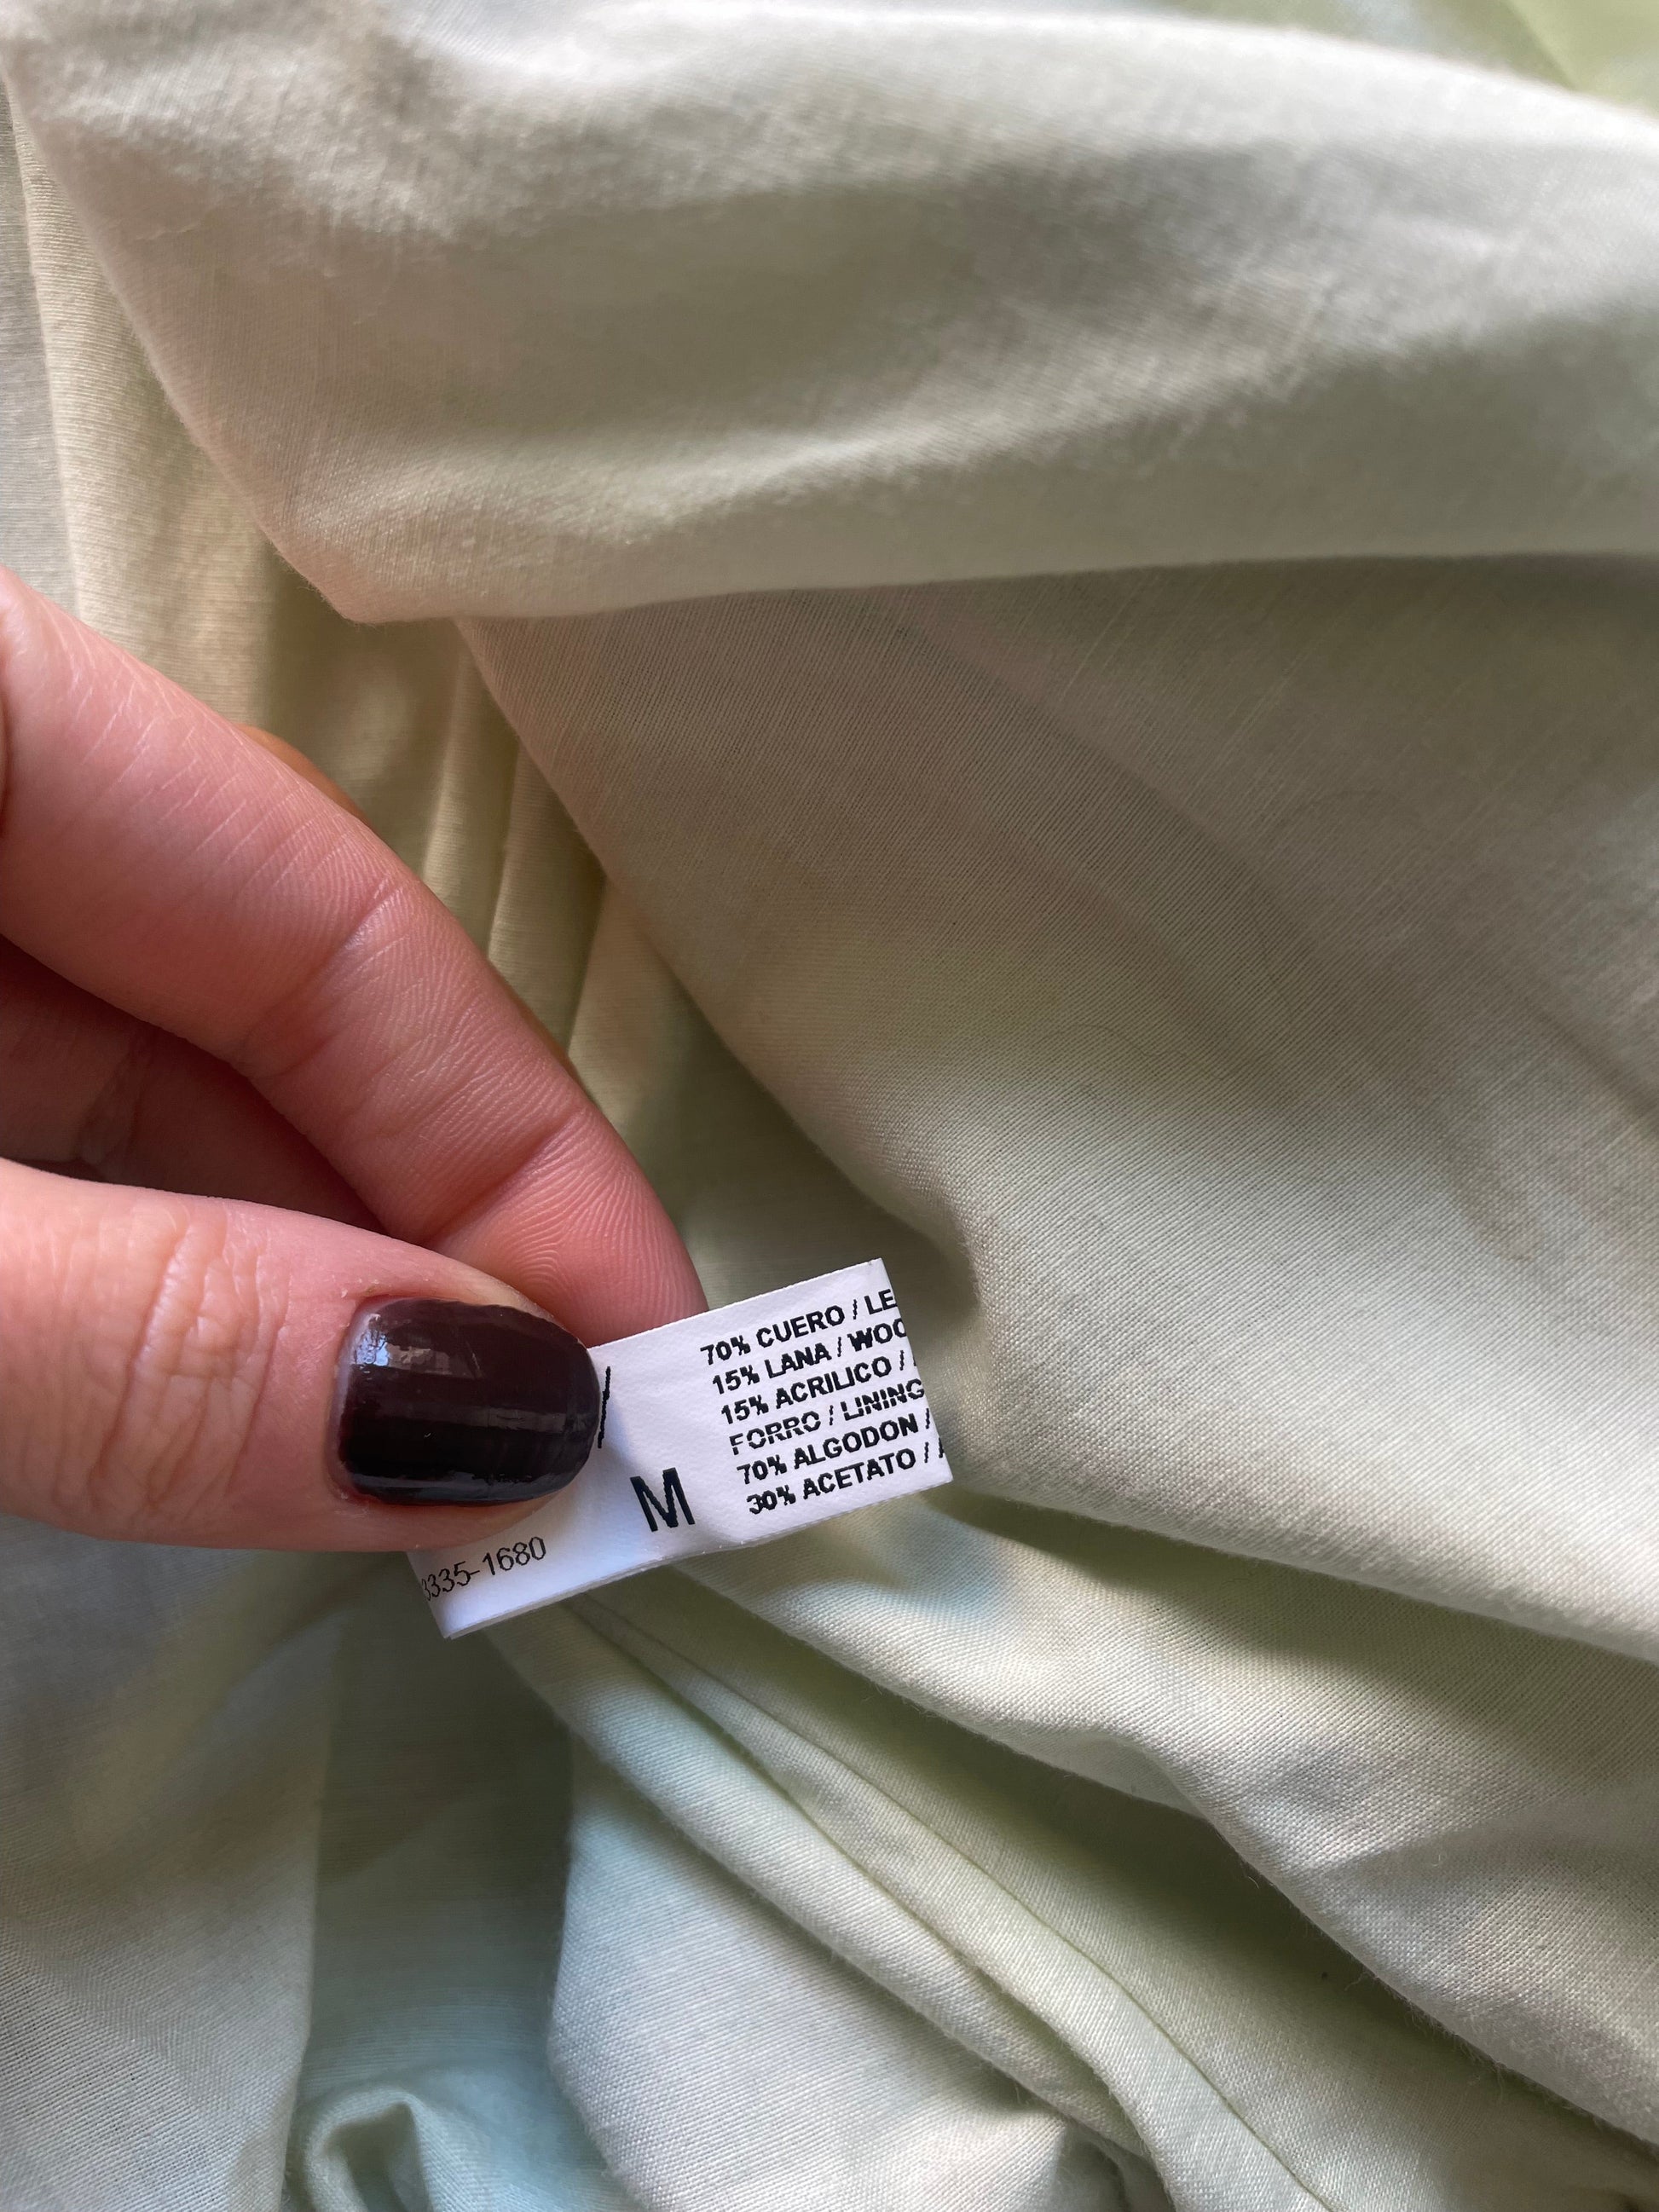 70% CUERO / LE
15% LANA / WOO
15% ACRILICO /
FORRO / LINING
70% ALGODON /
30% ACETATO /
M
3335-1680